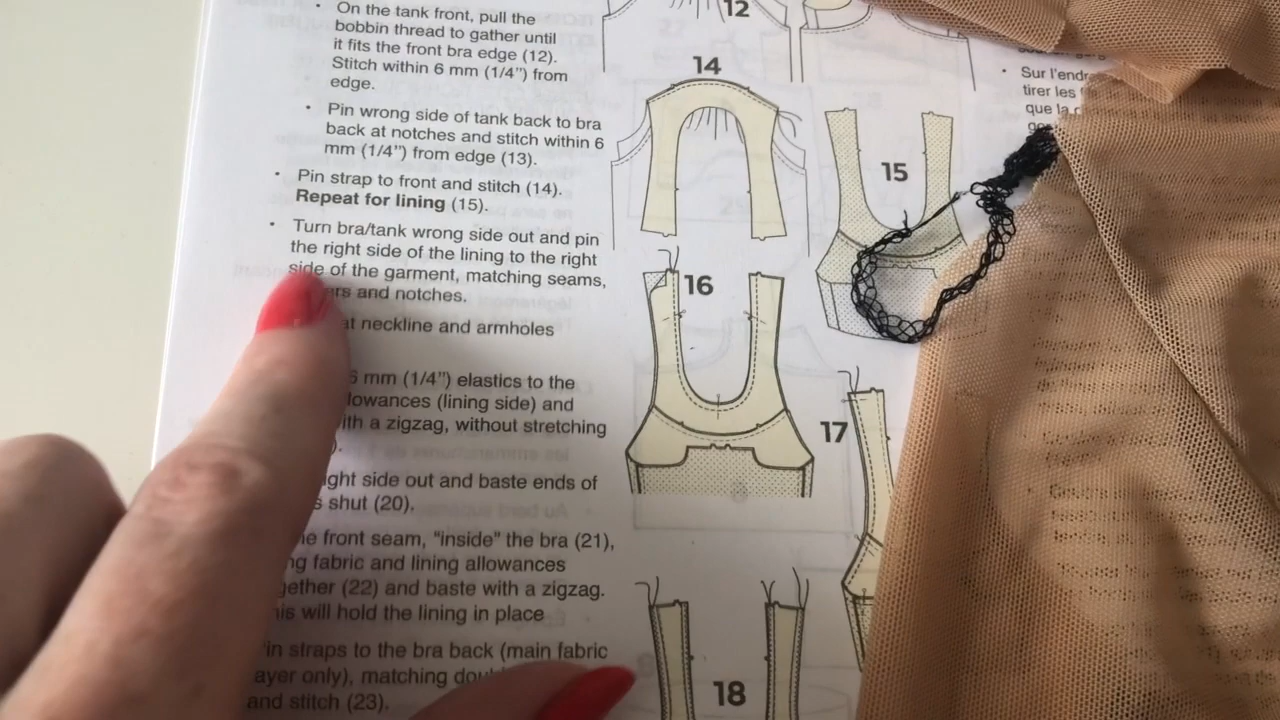 On the tank front, pull the
bobbin thread to gather until
it fits the front bra edge (12).
Stitch within 6 mm (1/4") from
edge.
Pin wrong side of tank back to bra
back at notches and stitch within 6
mm (1/4") from edge (13).
Pin strap to front and stitch (14).
Repeat for lining (15).
Turn bra/tank wrong side out and pin
the right side of the lining to the right
side of the garment, matching seams,
and notches.
at neckline and armholes
6 mm (1/4") elastics to the
(lining side) and
with a zigzag, without stretching
right side out and baste ends of
shut (20).
front seam, "inside" the bra (21),
fabric and lining allowances
(22) and baste with a zigzag.
will hold the lining in place
straps to the bra back (main fabric
only), matching
and stitch (23).
12
14
15
16
17
18
Sur l'endr
tirer les
que la